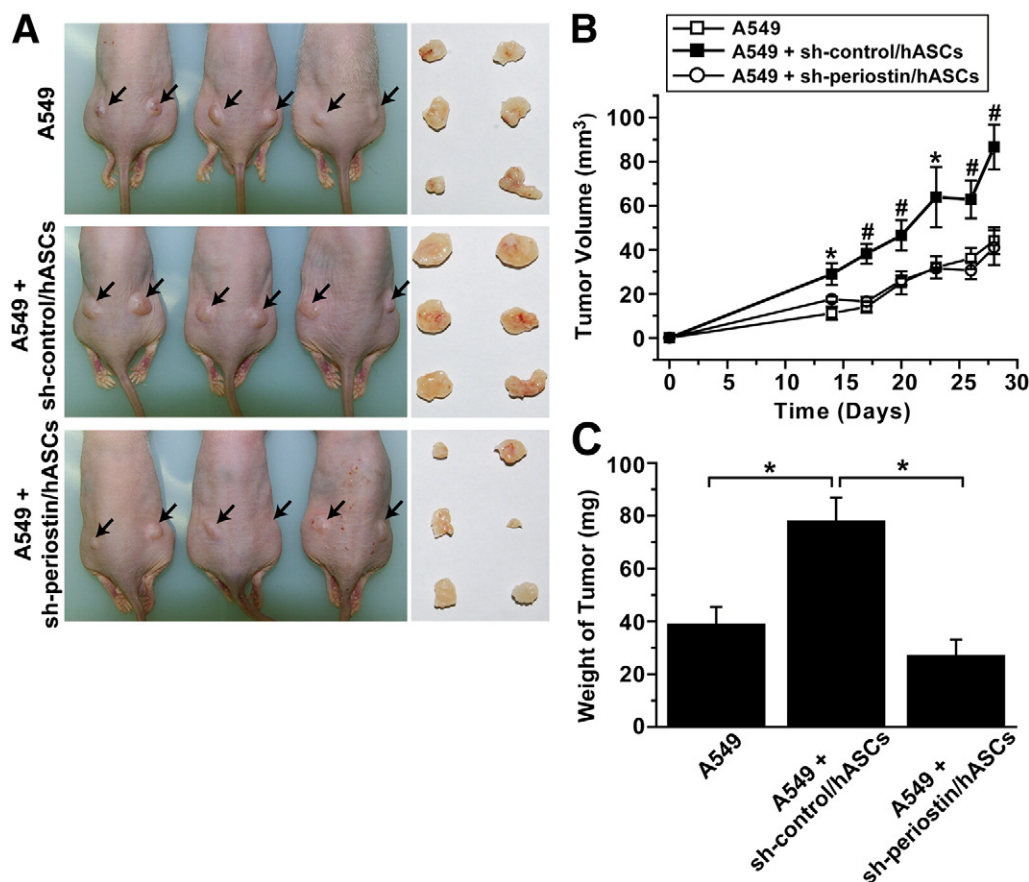 A
A549
A549 +
sh-control/hASCs
A549 +
sh-periostin/hASCs
B
A549
A549 + sh-control/hASCs
A549 + sh-periostin/hASCs
Tumor Volume (mm³)
100
80
60
40
20
0
* # # * # #
0 5 10 15 20 25 30
Time (Days)
C
Weight of Tumor (mg)
100
80
60
40
20
0
* *
A549
A549 +
sh-control/hASCs
A549 +
sh-periostin/hASCs